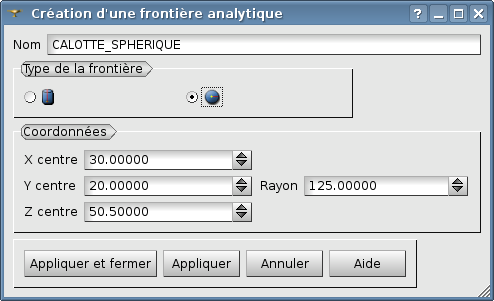 Création d'une frontière analytique
Nom CALOTTE_SPHERIQUE
Type de la frontière
Coordonnées
X centre 30.00000
Y centre 20.00000 Rayon 125.00000
Z centre 50.50000
Appliquer et fermer Appliquer Annuler Aide